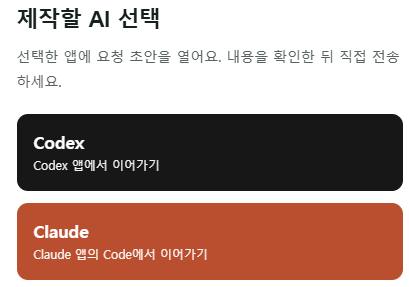 제작할 AI 선택
선택한 앱에 요청 초안을 열어요. 내용을 확인한 뒤 직접 전송
하세요.
Codex
Codex 앱에서 이어가기
Claude
Claude 앱의 Code에서 이어가기